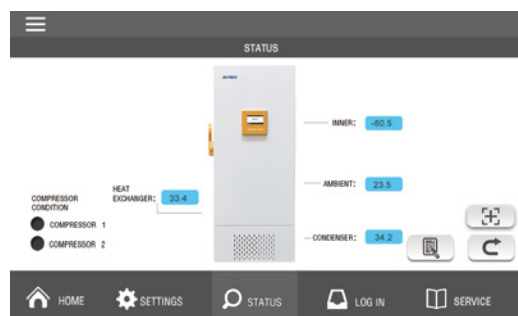 STATUS
INNER: -80.5
AMBIENT: 23.5
HEAT
EXCHANGER: 33.4
CONDENSER: 34.2
COMPRESSOR
CONDITION
COMPRESSOR 1
COMPRESSOR 2
HOME SETTINGS STATUS LOG IN SERVICE